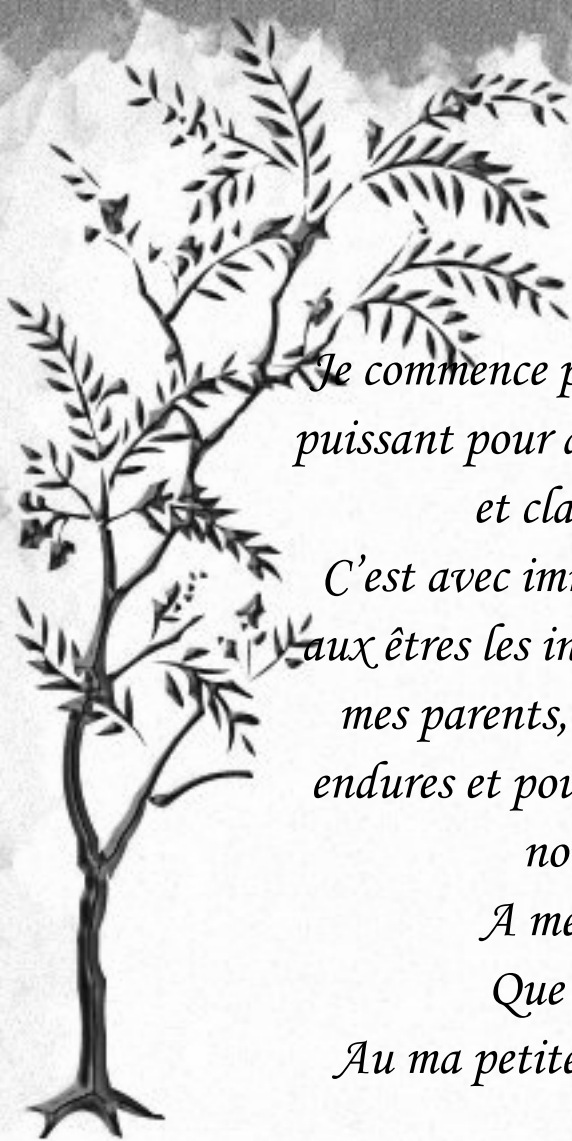 Je commence p
puissant pour
et cla
C'est avec im
aux êtres les in
mes parents,
endures et pou
no
A me
Que
Au ma petite